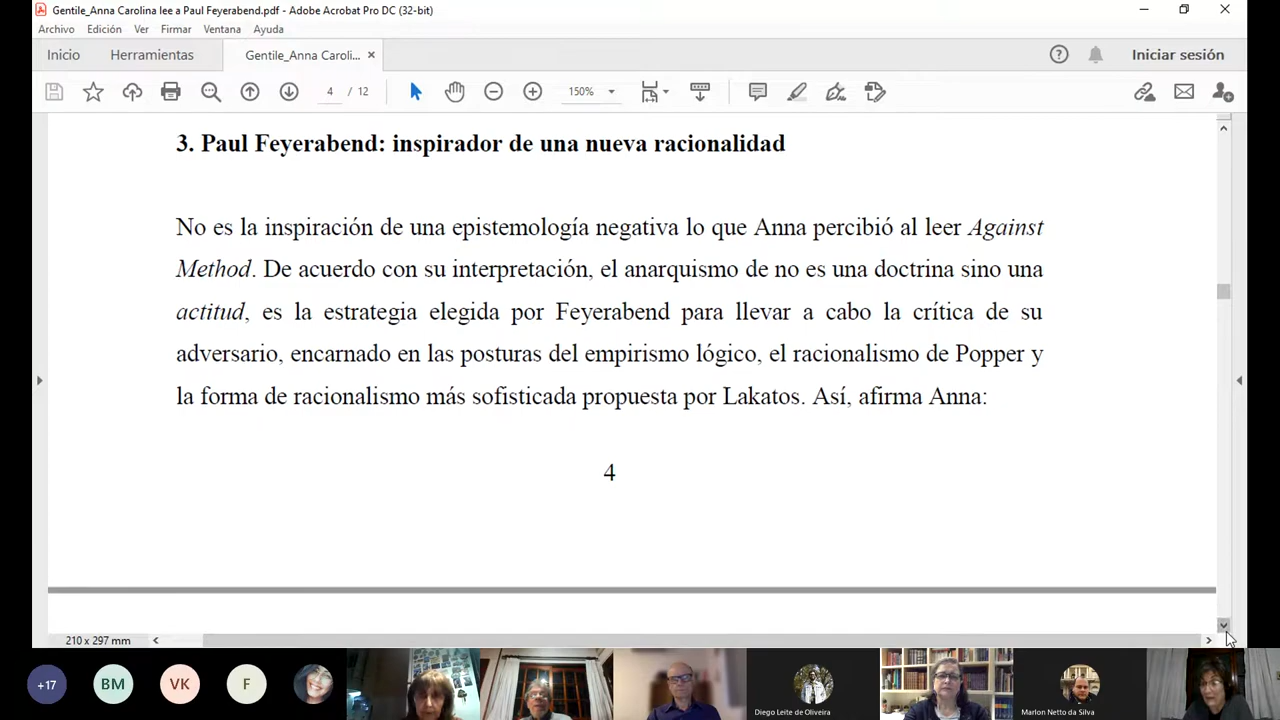 Gentile_Anna Carolina lee a Paul Feyerabend.pdf - Adobe Acrobat Pro DC (32-bit)
Archivo Edición Ver Firmar Ventana Ayuda
Inicio Herramientas Gentile_Anna Caroli... × Iniciar sesión
4 / 12 150%
3. Paul Feyerabend: inspirador de una nueva racionalidad
No es la inspiración de una epistemología negativa lo que Anna percibió al leer Against
Method. De acuerdo con su interpretación, el anarquismo de no es una doctrina sino una
actitud, es la estrategia elegida por Feyerabend para llevar a cabo la crítica de su
adversario, encarnado en las posturas del empirismo lógico, el racionalismo de Popper y
la forma de racionalismo más sofisticada propuesta por Lakatos. Así, afirma Anna:
4
210 x 297 mm
+17 BM VK F
Diego Leite de Oliveira
Marlon Netto da Silva